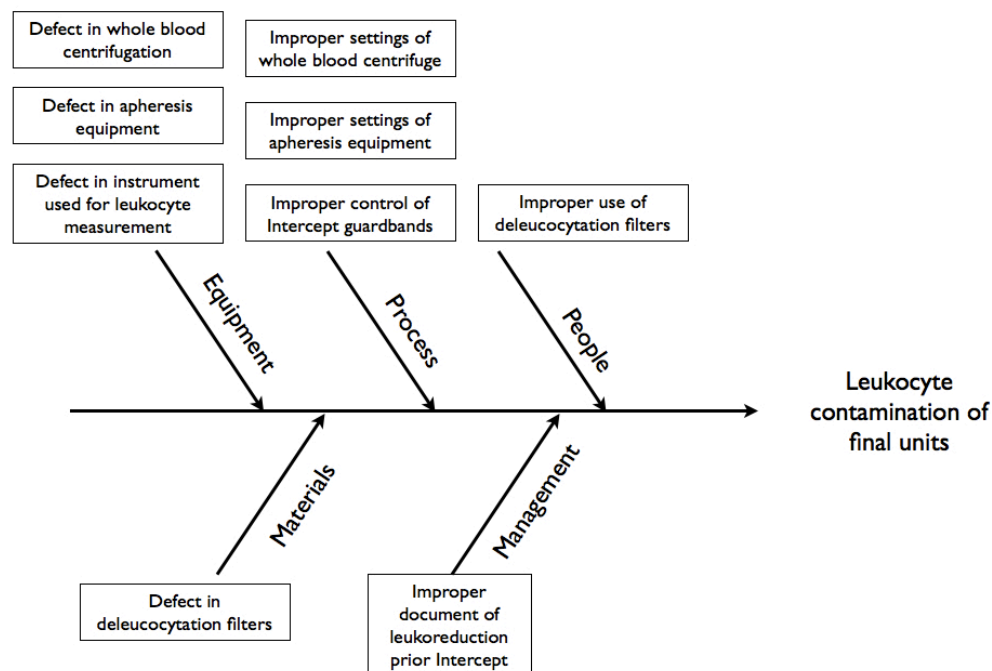 Defect in whole blood
centrifugation
Defect in apheresis
equipment
Defect in instrument
used for leukocyte
measurement
Improper settings of
whole blood centrifuge
Improper settings of
apheresis equipment
Improper control of
Intercept guardbands
Improper use of
deleucocytation filters
Equipment
Process
People
Leukocyte
contamination of
final units
Materials
Management
Defect in
deleucocytation filters
Improper
document of
leukoreduction
prior Intercept